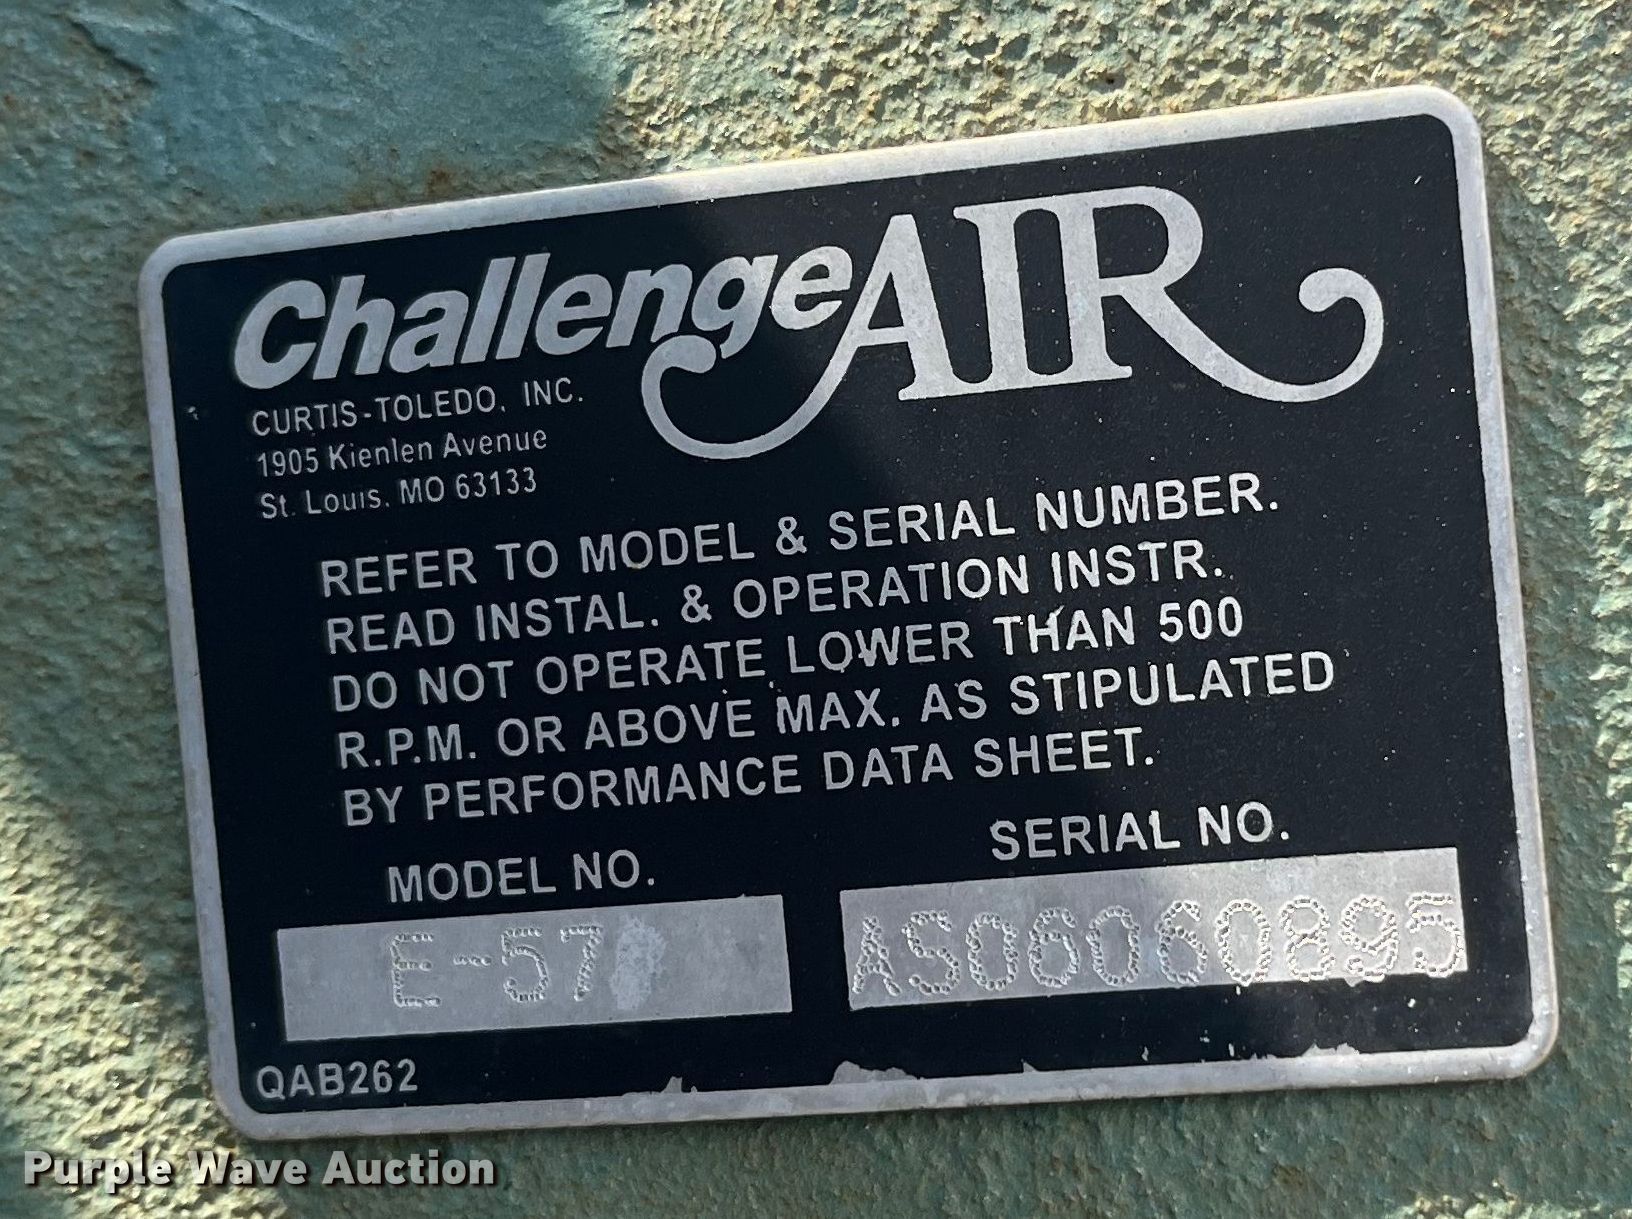 ChallengeAIR
CURTIS-TOLEDO, INC.
1905 Kienlen Avenue
St. Louis, MO 63133
REFER TO MODEL & SERIAL NUMBER.
READ INSTAL. & OPERATION INSTR.
DO NOT OPERATE LOWER THAN 500
R.P.M. OR ABOVE MAX. AS STIPULATED
BY PERFORMANCE DATA SHEET.
MODEL NO.
E-57
SERIAL NO.
AS06060895
QAB262
Purple Wave Auction